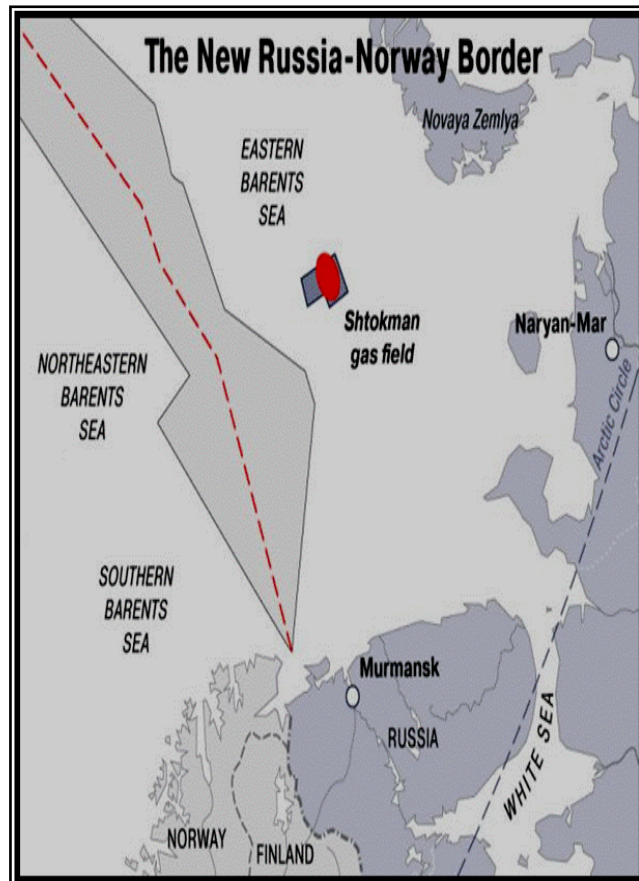 The New Russia-Norway Border
Novaya Zemlya
EASTERN
BARENTS
SEA
Shtokman
gas field
Naryan-Mar
NORTHEASTERN
BARENTS
SEA
Arctic Circle
SOUTHERN
BARENTS
SEA
Murmansk
RUSSIA
WHITE SEA
NORWAY
FINLAND